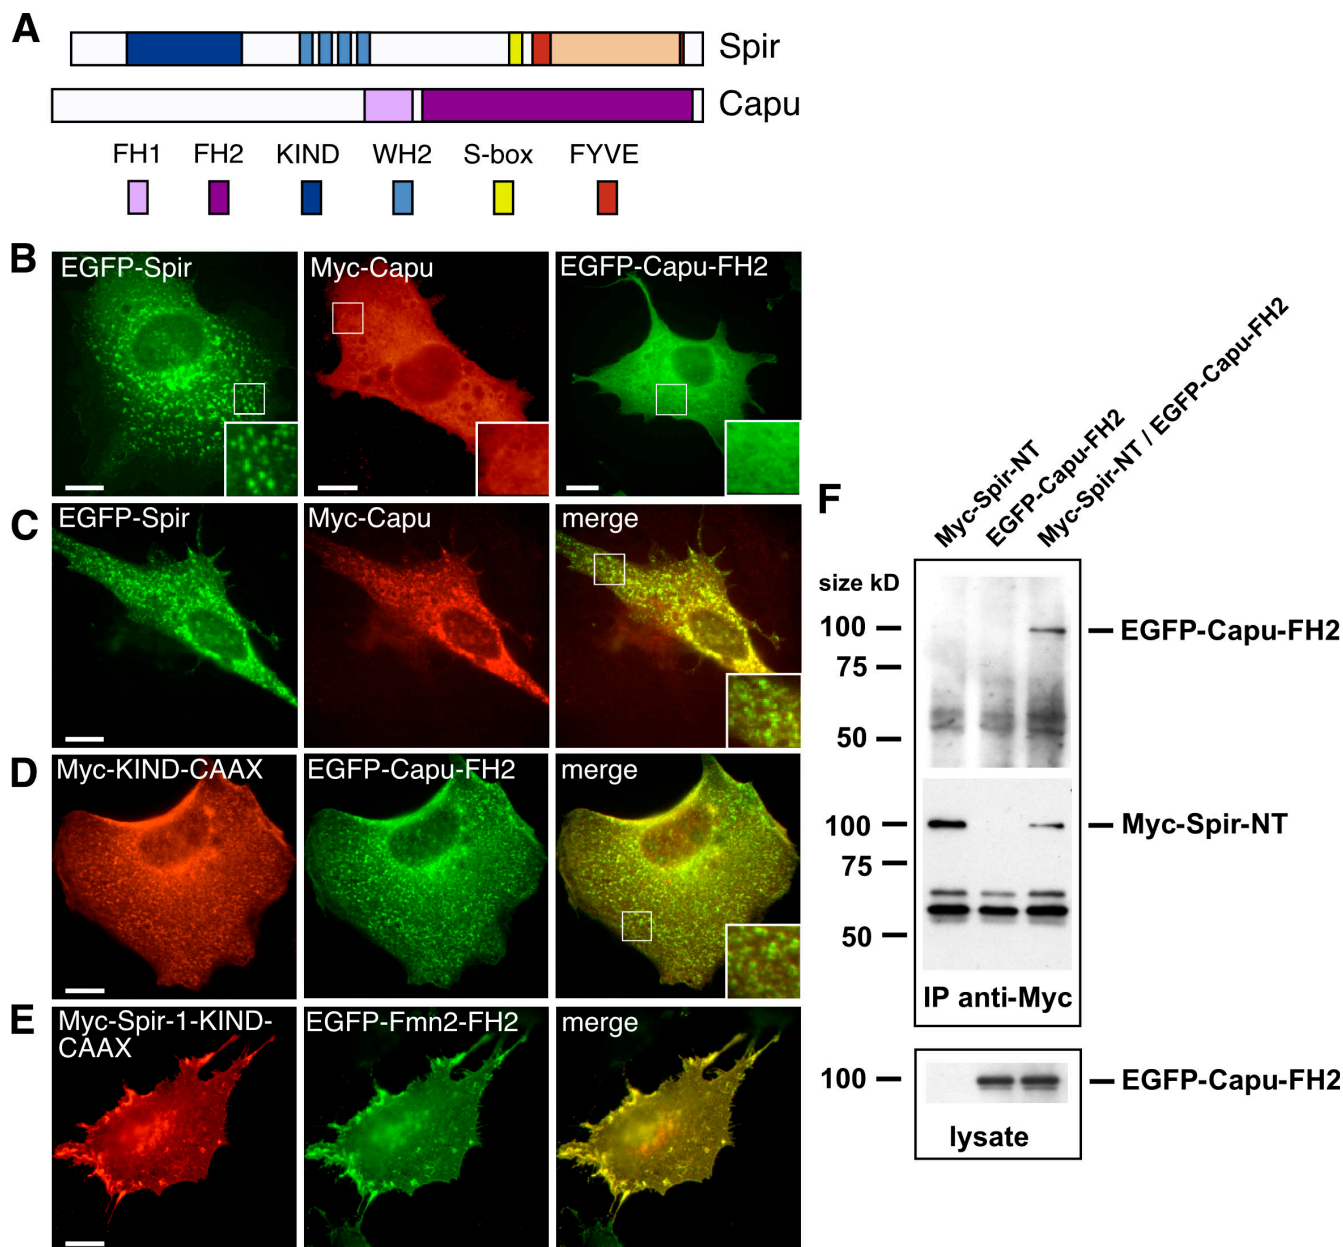 A
Spir
Capu
FH1 FH2 KIND WH2 S-box FYVE
B
EGFP-Spir
Myc-Capu
EGFP-Capu-FH2
C
EGFP-Spir
Myc-Capu
merge
D
Myc-KIND-CAAX
EGFP-Capu-FH2
merge
E
Myc-Spir-1-KIND-
CAAX
EGFP-Fmn2-FH2
merge
F
Myc-Spir-NT
EGFP-Capu-FH2
Myc-Spir-NT / EGFP-Capu-FH2
size kD
100
EGFP-Capu-FH2
75
50
100
Myc-Spir-NT
75
50
IP anti-Myc
100
EGFP-Capu-FH2
lysate